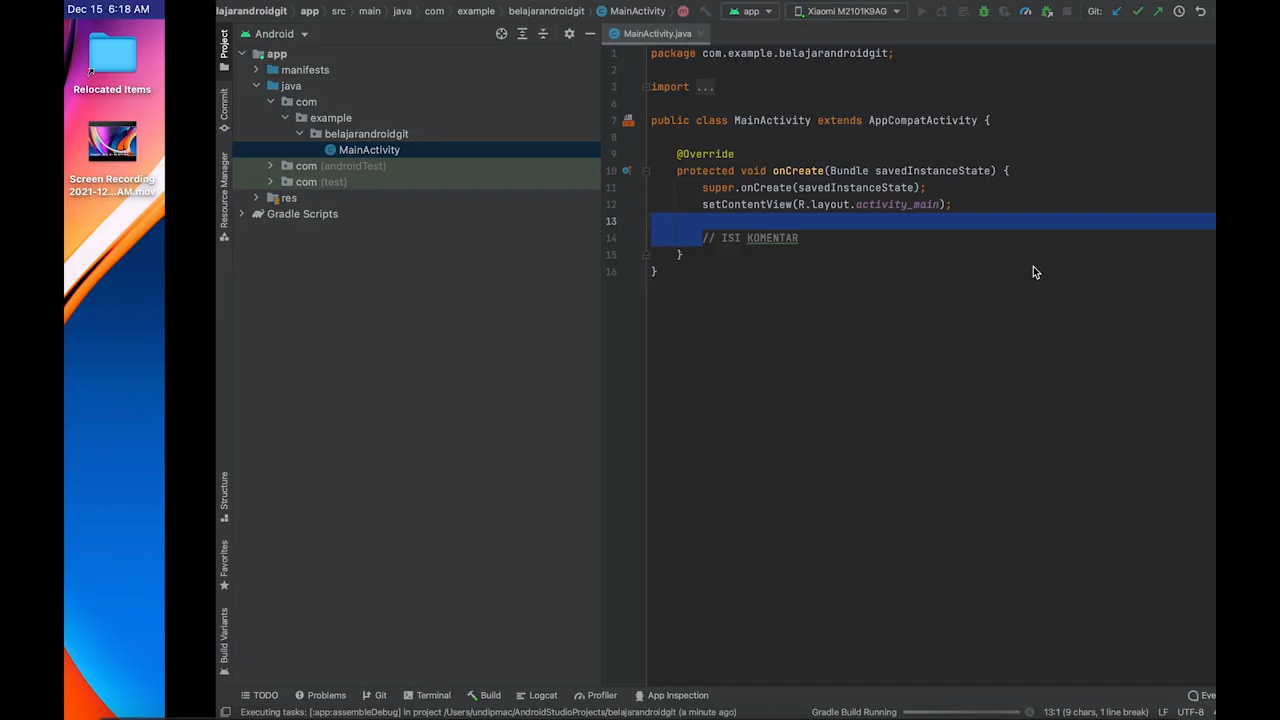 Dec 15 6:18 AM
Relocated Items
Screen Recording
2021-12...AM.mov
elajarandroidgit app src main java com example belajarandroidgit MainActivity app Xiaomi M2101K9AG Git:
Project
Commit
Resource Manager
Structure
Favorites
Build Variants
Android
app
manifests
java
com
example
belajarandroidgit
MainActivity
com (androidTest)
com (test)
res
Gradle Scripts
MainActivity.java
1 package com.example.belajarandroidgit;
2
3 import ...
6
7 public class MainActivity extends AppCompatActivity {
8
9 @Override
10 protected void onCreate(Bundle savedInstanceState) {
11 super.onCreate(savedInstanceState);
12 setContentView(R.layout.activity_main);
13
14 // ISI KOMENTAR
15 }
16 }
TODO Problems Git Terminal Build Logcat Profiler App Inspection Eve
Executing tasks: [:app:assembleDebug] in project /Users/undipmac/AndroidStudioProjects/belajarandroidgit (a minute ago) Gradle Build Running 13:1 (9 chars, 1 line break) LF UTF-8